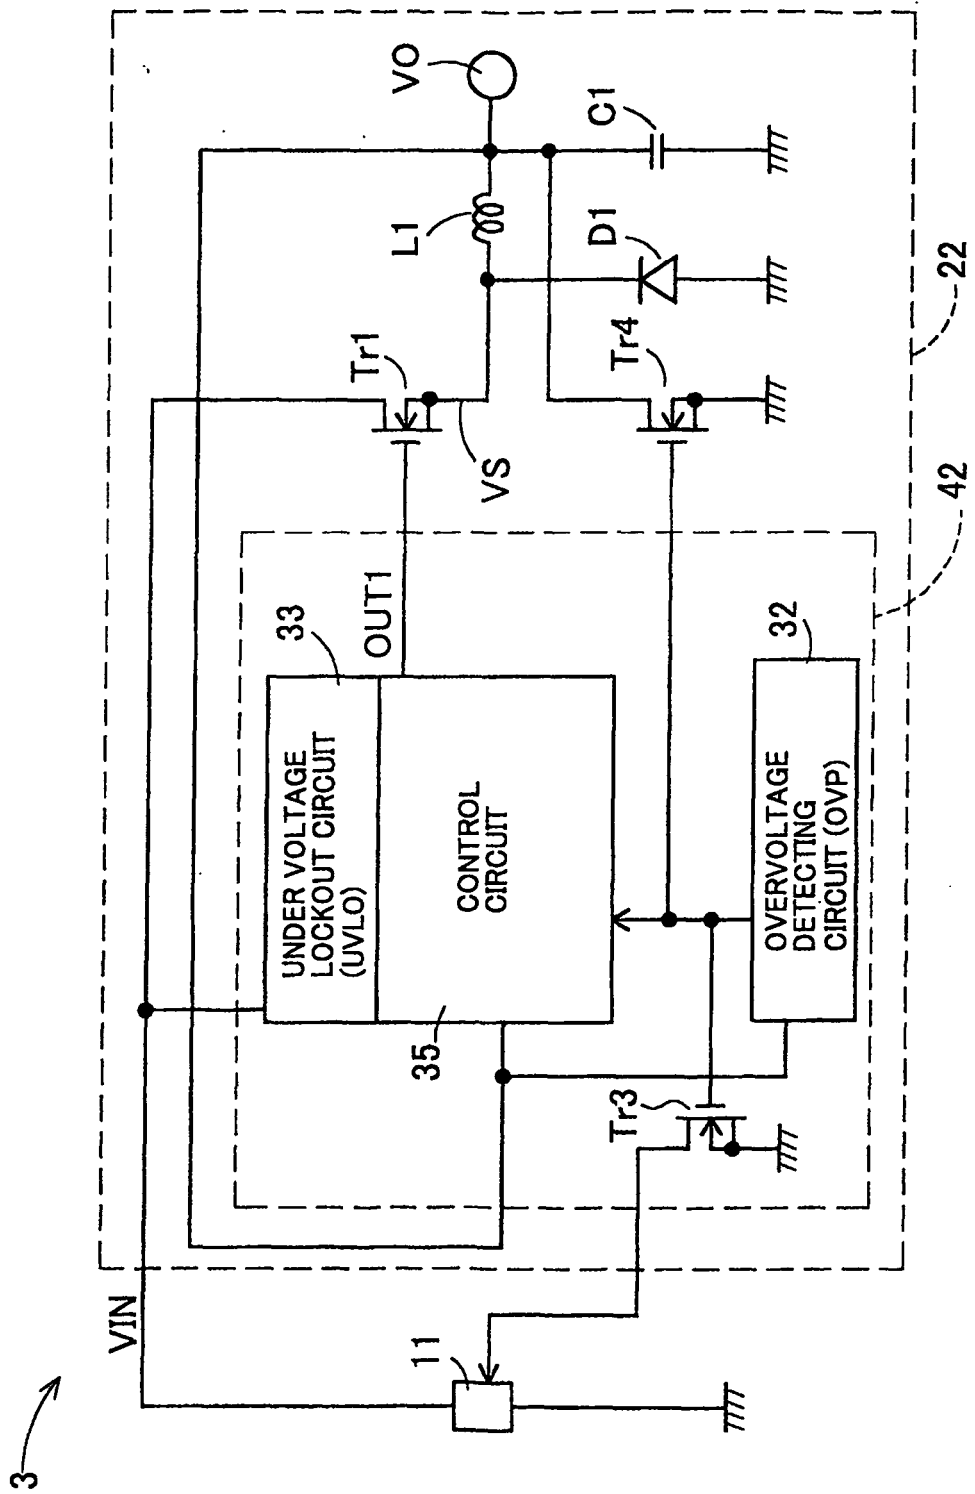 3
VIN
11
22
42
UNDER VOLTAGE
LOCKOUT CIRCUIT
(UVLO)
33
CONTROL
CIRCUIT
35
OUT1
OVERVOLTAGE
DETECTING
CIRCUIT (OVP)
32
Tr3
Tr1
VS
Tr4
L1
D1
C1
VO